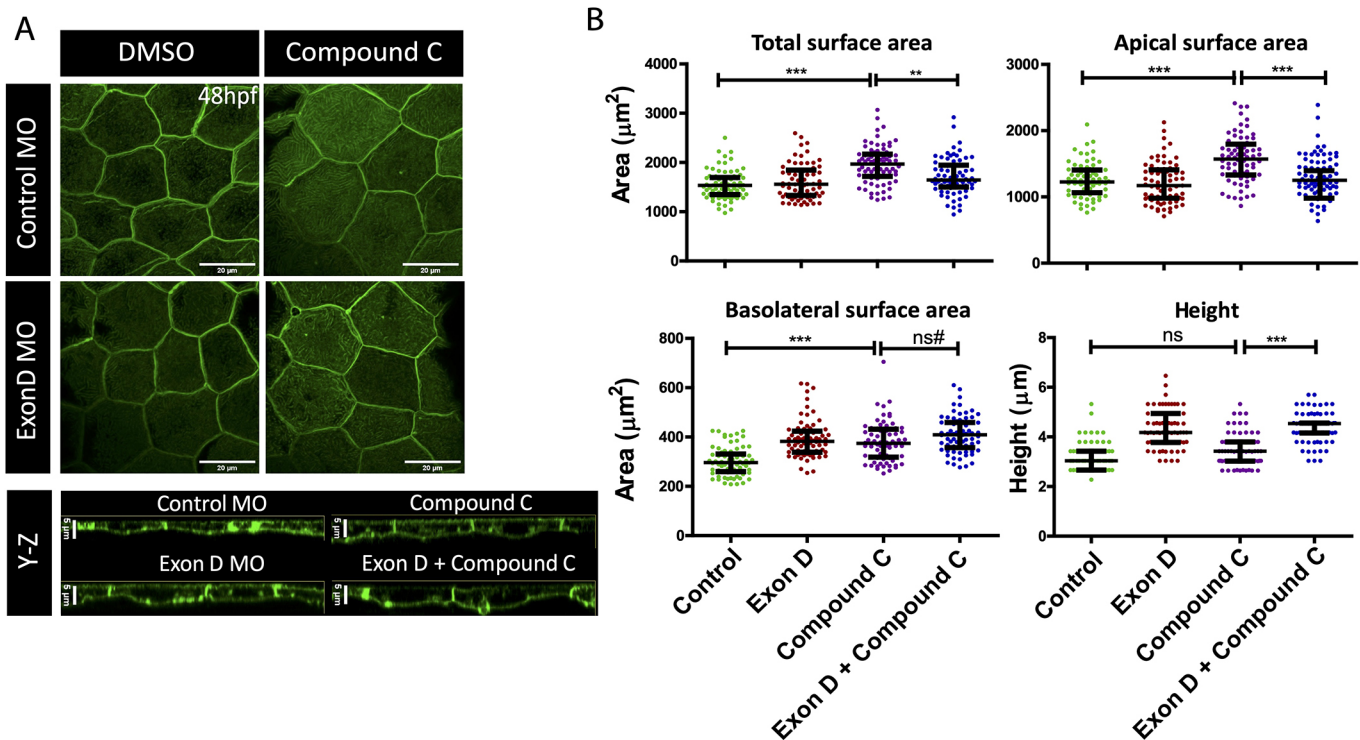 A
DMSO
Compound C
Control MO
48hpf
20 µm
20 µm
ExonD MO
20 µm
20 µm
Y-Z
Control MO
Compound C
5 µm
5 µm
Exon D MO
Exon D + Compound C
5 µm
5 µm
B
Total surface area
Area (µm2)
4000
3000
2000
1000
0
***
**
Apical surface area
3000
2000
1000
0
***
***
Basolateral surface area
Area (µm2)
800
600
400
200
0
***
ns#
Control
Exon D
Compound C
Exon D + Compound C
Height
Height (µm)
8
6
4
2
0
ns
***
Control
Exon D
Compound C
Exon D + Compound C